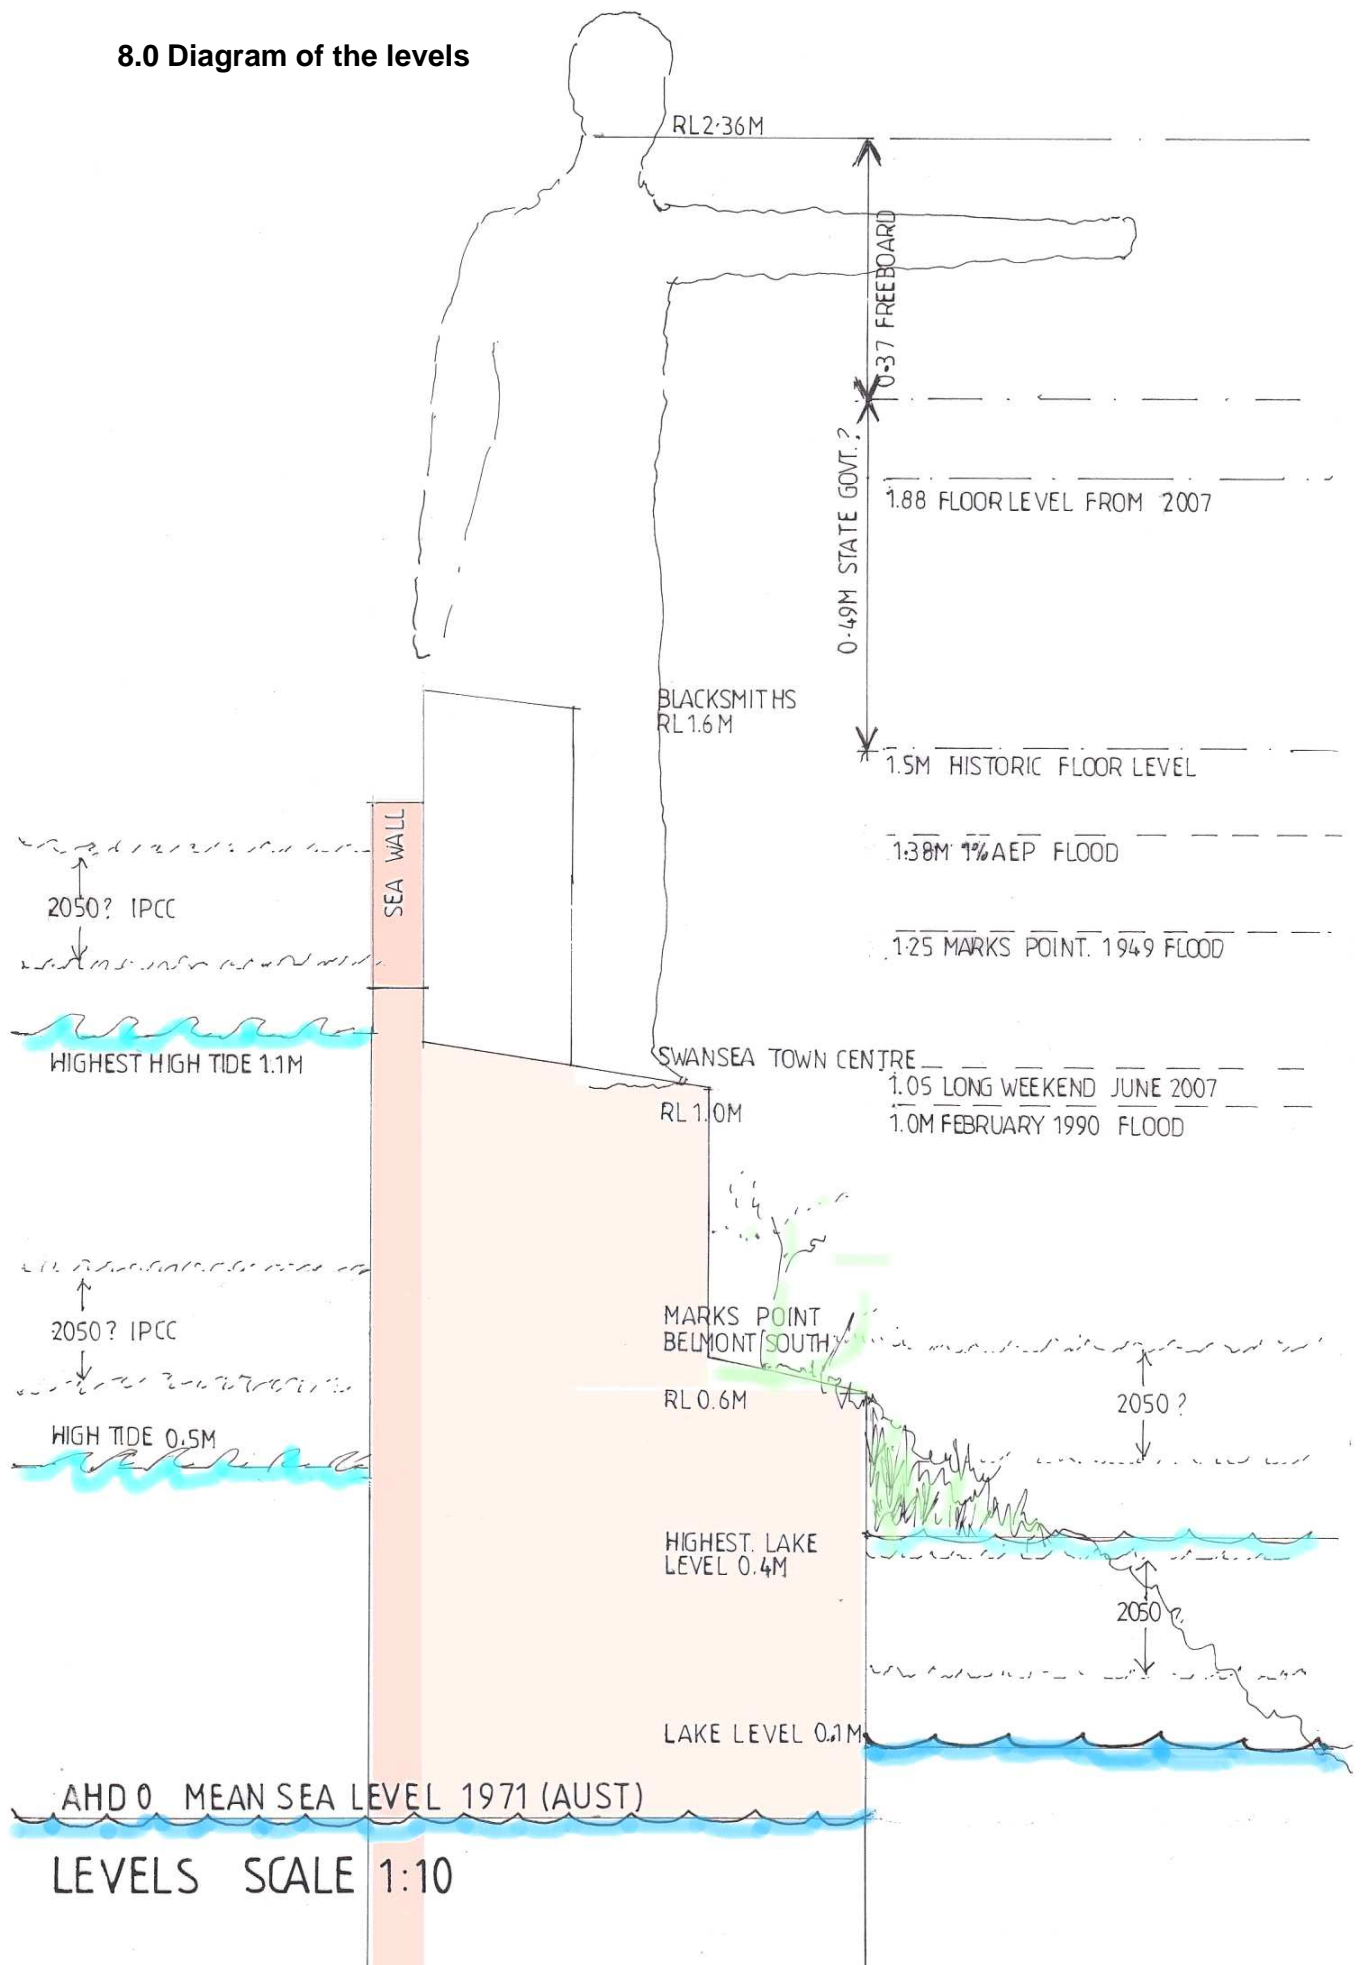 8.0 Diagram of the levels
RL2.36M
0.37 FREEBOARD
0.49M STATE GOVT. ?
1.88 FLOOR LEVEL FROM 2007
BLACKSMITHS
RL1.6M
1.5M HISTORIC FLOOR LEVEL
SEA WALL
1.38M 1% AEP FLOOD
2050? IPCC
1.25 MARKS POINT. 1949 FLOOD
HIGHEST HIGH TIDE 1.1M
SWANSEA TOWN CENTRE
1.05 LONG WEEKEND JUNE 2007
RL 1.0M
1.0M FEBRUARY 1990 FLOOD
2050? IPCC
MARKS POINT
BELMONT (SOUTH)
RL 0.6M
2050 ?
HIGH TIDE 0.5M
HIGHEST. LAKE
LEVEL 0.4M
2050 ?
LAKE LEVEL 0.1M
AHD 0 MEAN SEA LEVEL 1971 (AUST)
LEVELS SCALE 1:10